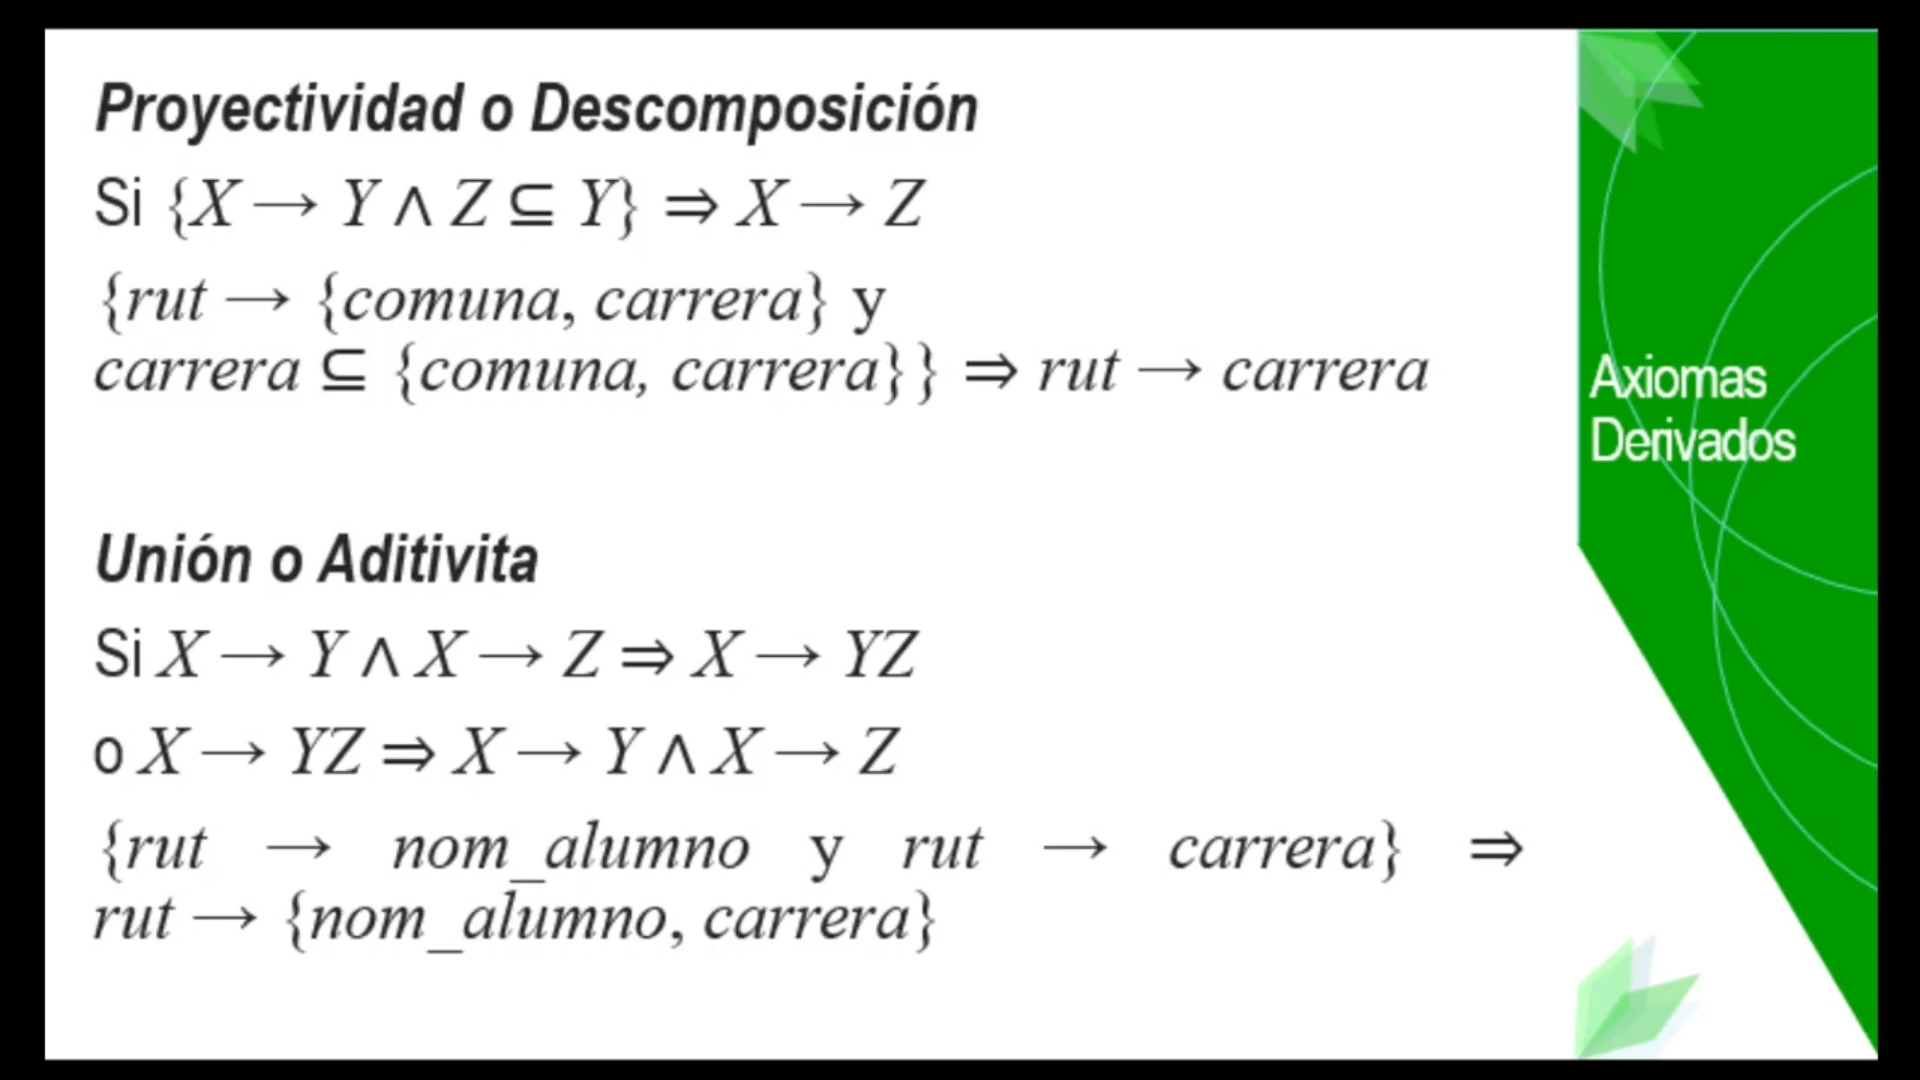 Proyectividad o Descomposición
Si {X → Y ∧ Z ⊆ Y} ⇒ X → Z
{rut → {comuna, carrera} y
carrera ⊆ {comuna, carrera}} ⇒ rut → carrera
Unión o Aditivita
Si X → Y ∧ X → Z ⇒ X → YZ
o X → YZ ⇒ X → Y ∧ X → Z
{rut → nom_alumno y rut → carrera} ⇒
rut → {nom_alumno, carrera}
Axiomas
Derivados